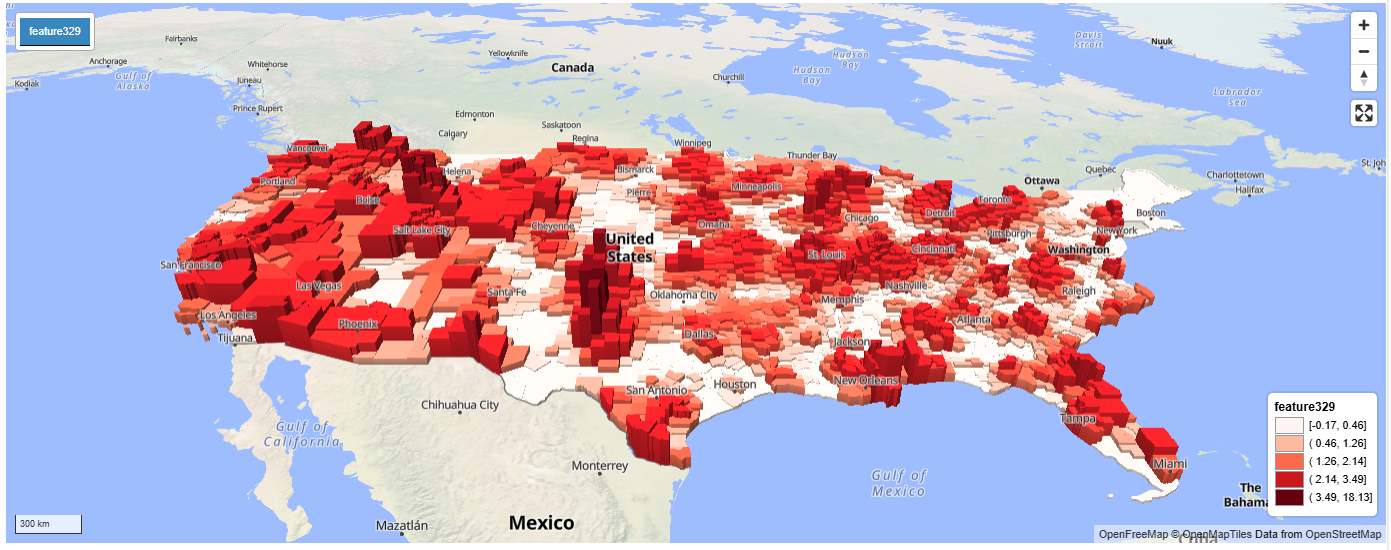 feature329
Fairbanks
Anchorage
Kodiak
Gulf of
Alaska
Whitehorse
Juneau
Prince Rupert
Yellowknife
Canada
Churchill
Hudson
Bay
Hudson
Bay
Davis
Strait
Nuuk
Labrador
Sea
Edmonton
Calgary
Saskatoon
Regina
Winnipeg
Thunder Bay
Ottawa
Quebec
Charlottetown
Halifax
St. Joh
Vancouver
Portland
Helena
Boise
Bismarck
Pierre
Minneapolis
Detroit
Toronto
Boston
New York
Salt Lake City
Cheyenne
Omaha
Chicago
Pittsburgh
Washington
United
States
St. Louis
Cincinnati
San Francisco
Las Vegas
Santa Fe
Oklahoma City
Nashville
Memphis
Raleigh
Los Angeles
Phoenix
Tijuana
Dallas
Atlanta
Jackson
New Orleans
San Antonio
Houston
Tampa
Miami
Chihuahua City
Gulf of
California
Monterrey
Gulf of
Mexico
Mazatlán
Mexico
The
Bahama
feature329
[-0.17, 0.46]
( 0.46, 1.26]
( 1.26, 2.14]
( 2.14, 3.49]
( 3.49, 18.13]
300 km
OpenFreeMap © OpenMapTiles Data from OpenStreetMap